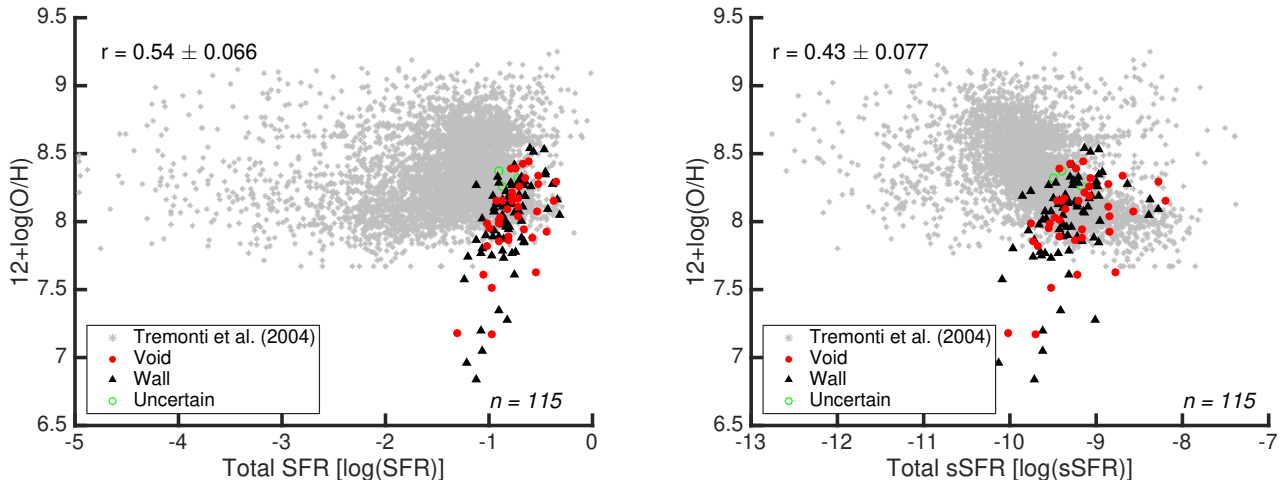 9.5
9
8.5
8
7.5
7
6.5
12+log(O/H)
r = 0.54 ± 0.066
Tremonti et al. (2004)
Void
Wall
Uncertain
n = 115
-5
-4
-3
-2
-1
0
Total SFR [log(SFR)]
9.5
9
8.5
8
7.5
7
6.5
12+log(O/H)
r = 0.43 ± 0.077
Tremonti et al. (2004)
Void
Wall
Uncertain
n = 115
-13
-12
-11
-10
-9
-8
-7
Total sSFR [log(sSFR)]